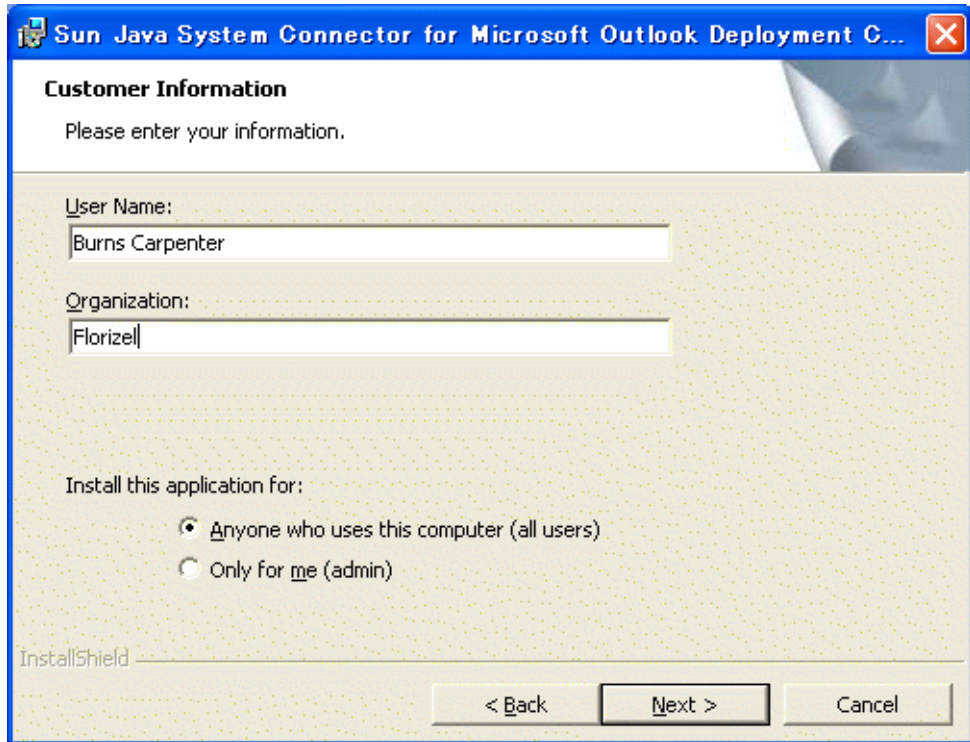 Sun Java System Connector for Microsoft Outlook Deployment C...
Customer Information
Please enter your information.
User Name:
Burns Carpenter
Organization:
Florizel
Install this application for:
Anyone who uses this computer (all users)
Only for me (admin)
InstallShield
< Back Next > Cancel